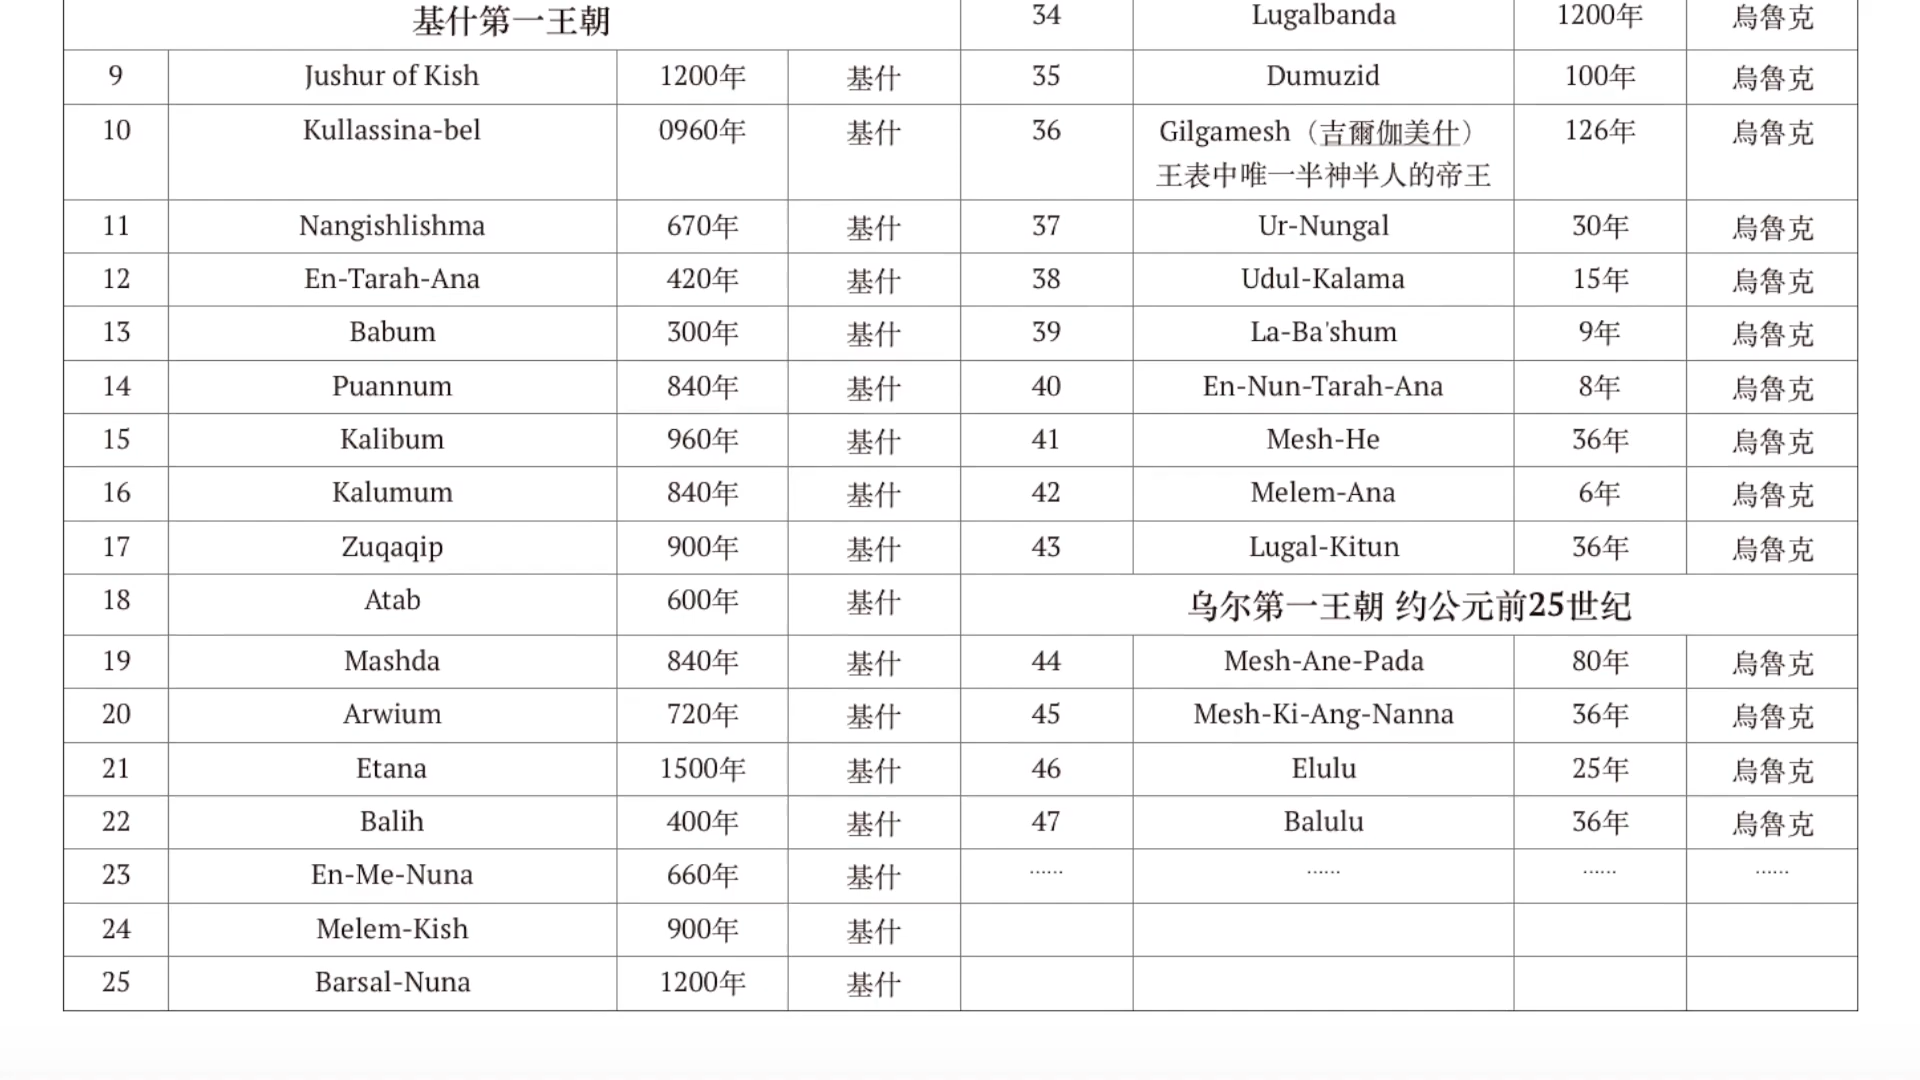 基什第一王朝 34 Lugalbanda 1200年 烏魯克
9 Jushur of Kish 1200年 基什 35 Dumuzid 100年 烏魯克
10 Kullassina-bel 0960年 基什 36 Gilgamesh（吉爾伽美什） 126年 烏魯克
王表中唯一半神半人的帝王
11 Nangishlishma 670年 基什 37 Ur-Nungal 30年 烏魯克
12 En-Tarah-Ana 420年 基什 38 Udul-Kalama 15年 烏魯克
13 Babum 300年 基什 39 La-Ba'shum 9年 烏魯克
14 Puannum 840年 基什 40 En-Nun-Tarah-Ana 8年 烏魯克
15 Kalibum 960年 基什 41 Mesh-He 36年 烏魯克
16 Kalumum 840年 基什 42 Melem-Ana 6年 烏魯克
17 Zuqaqip 900年 基什 43 Lugal-Kitun 36年 烏魯克
18 Atab 600年 基什 乌尔第一王朝 约公元前25世纪
19 Mashda 840年 基什 44 Mesh-Ane-Pada 80年 烏魯克
20 Arwium 720年 基什 45 Mesh-Ki-Ang-Nanna 36年 烏魯克
21 Etana 1500年 基什 46 Elulu 25年 烏魯克
22 Balih 400年 基什 47 Balulu 36年 烏魯克
23 En-Me-Nuna 660年 基什 …… …… …… ……
24 Melem-Kish 900年 基什
25 Barsal-Nuna 1200年 基什